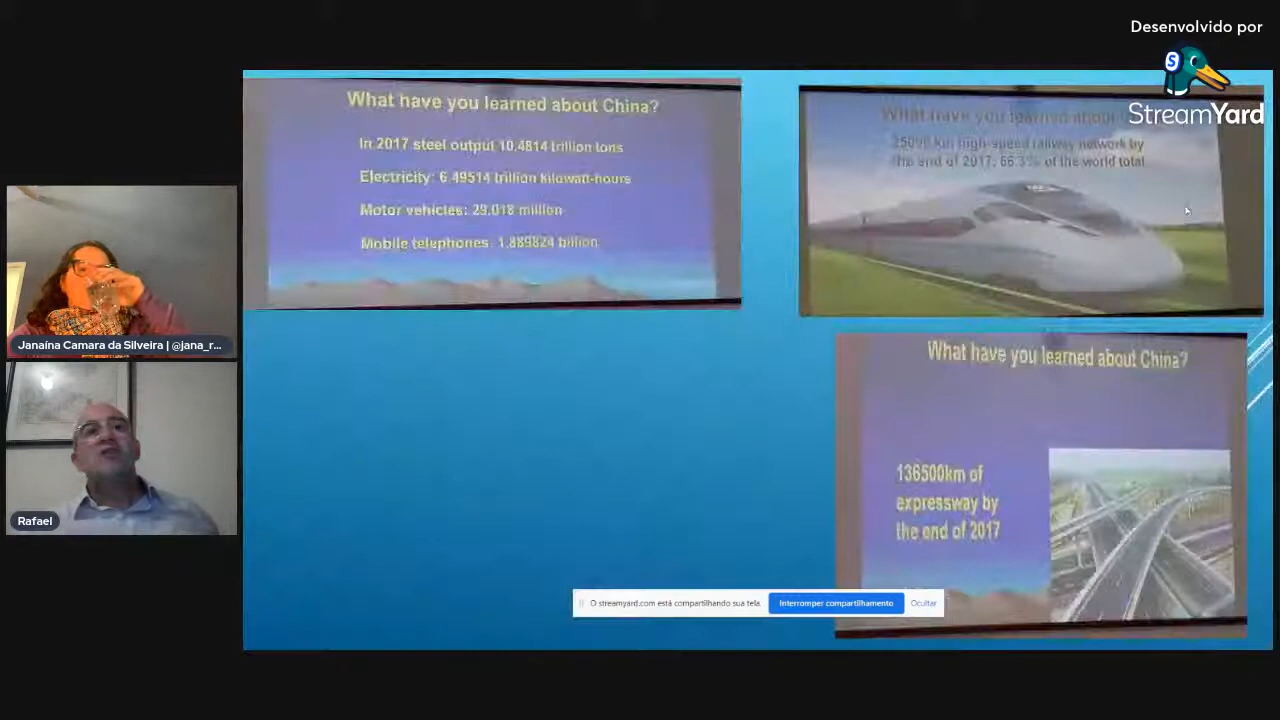 Desenvolvido por
StreamYard
What have you learned about China?
In 2017 steel output 10.4814 trillion tons
Electricity: 6.49514 trillion kilowatt-hours
Motor vehicles: 29.018 million
Mobile telephones: 1.889824 billion
What have you learned about
25000 km high-speed railway network by
the end of 2017, 66.3% of the world total
Janaína Camara da Silveira | @jana_r...
Rafael
What have you learned about China?
136500km of
expressway by
the end of 2017
O streamyard.com está compartilhando sua tela.
Interromper compartilhamento
Ocultar